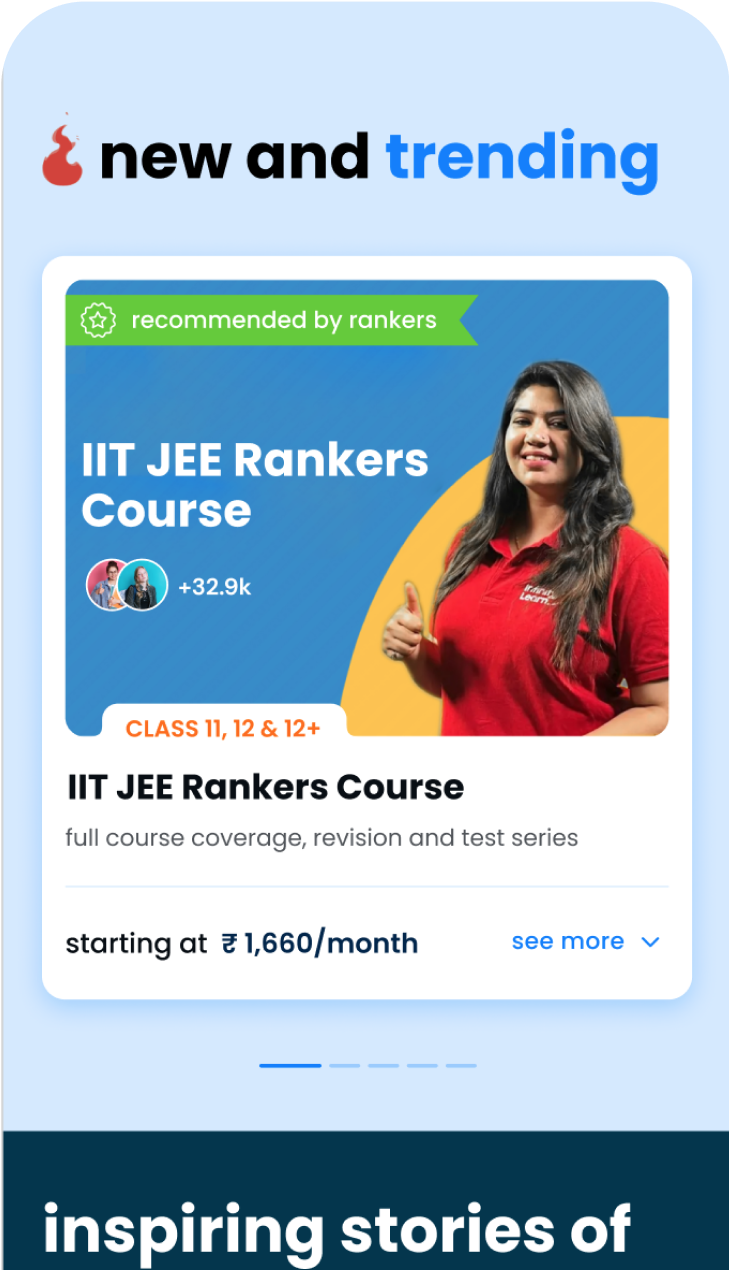 new and trending
recommended by rankers
IIT JEE Rankers
Course
+32.9k
CLASS 11, 12 & 12+
IIT JEE Rankers Course
full course coverage, revision and test series
starting at ₹ 1,660/month
see more
inspiring stories of